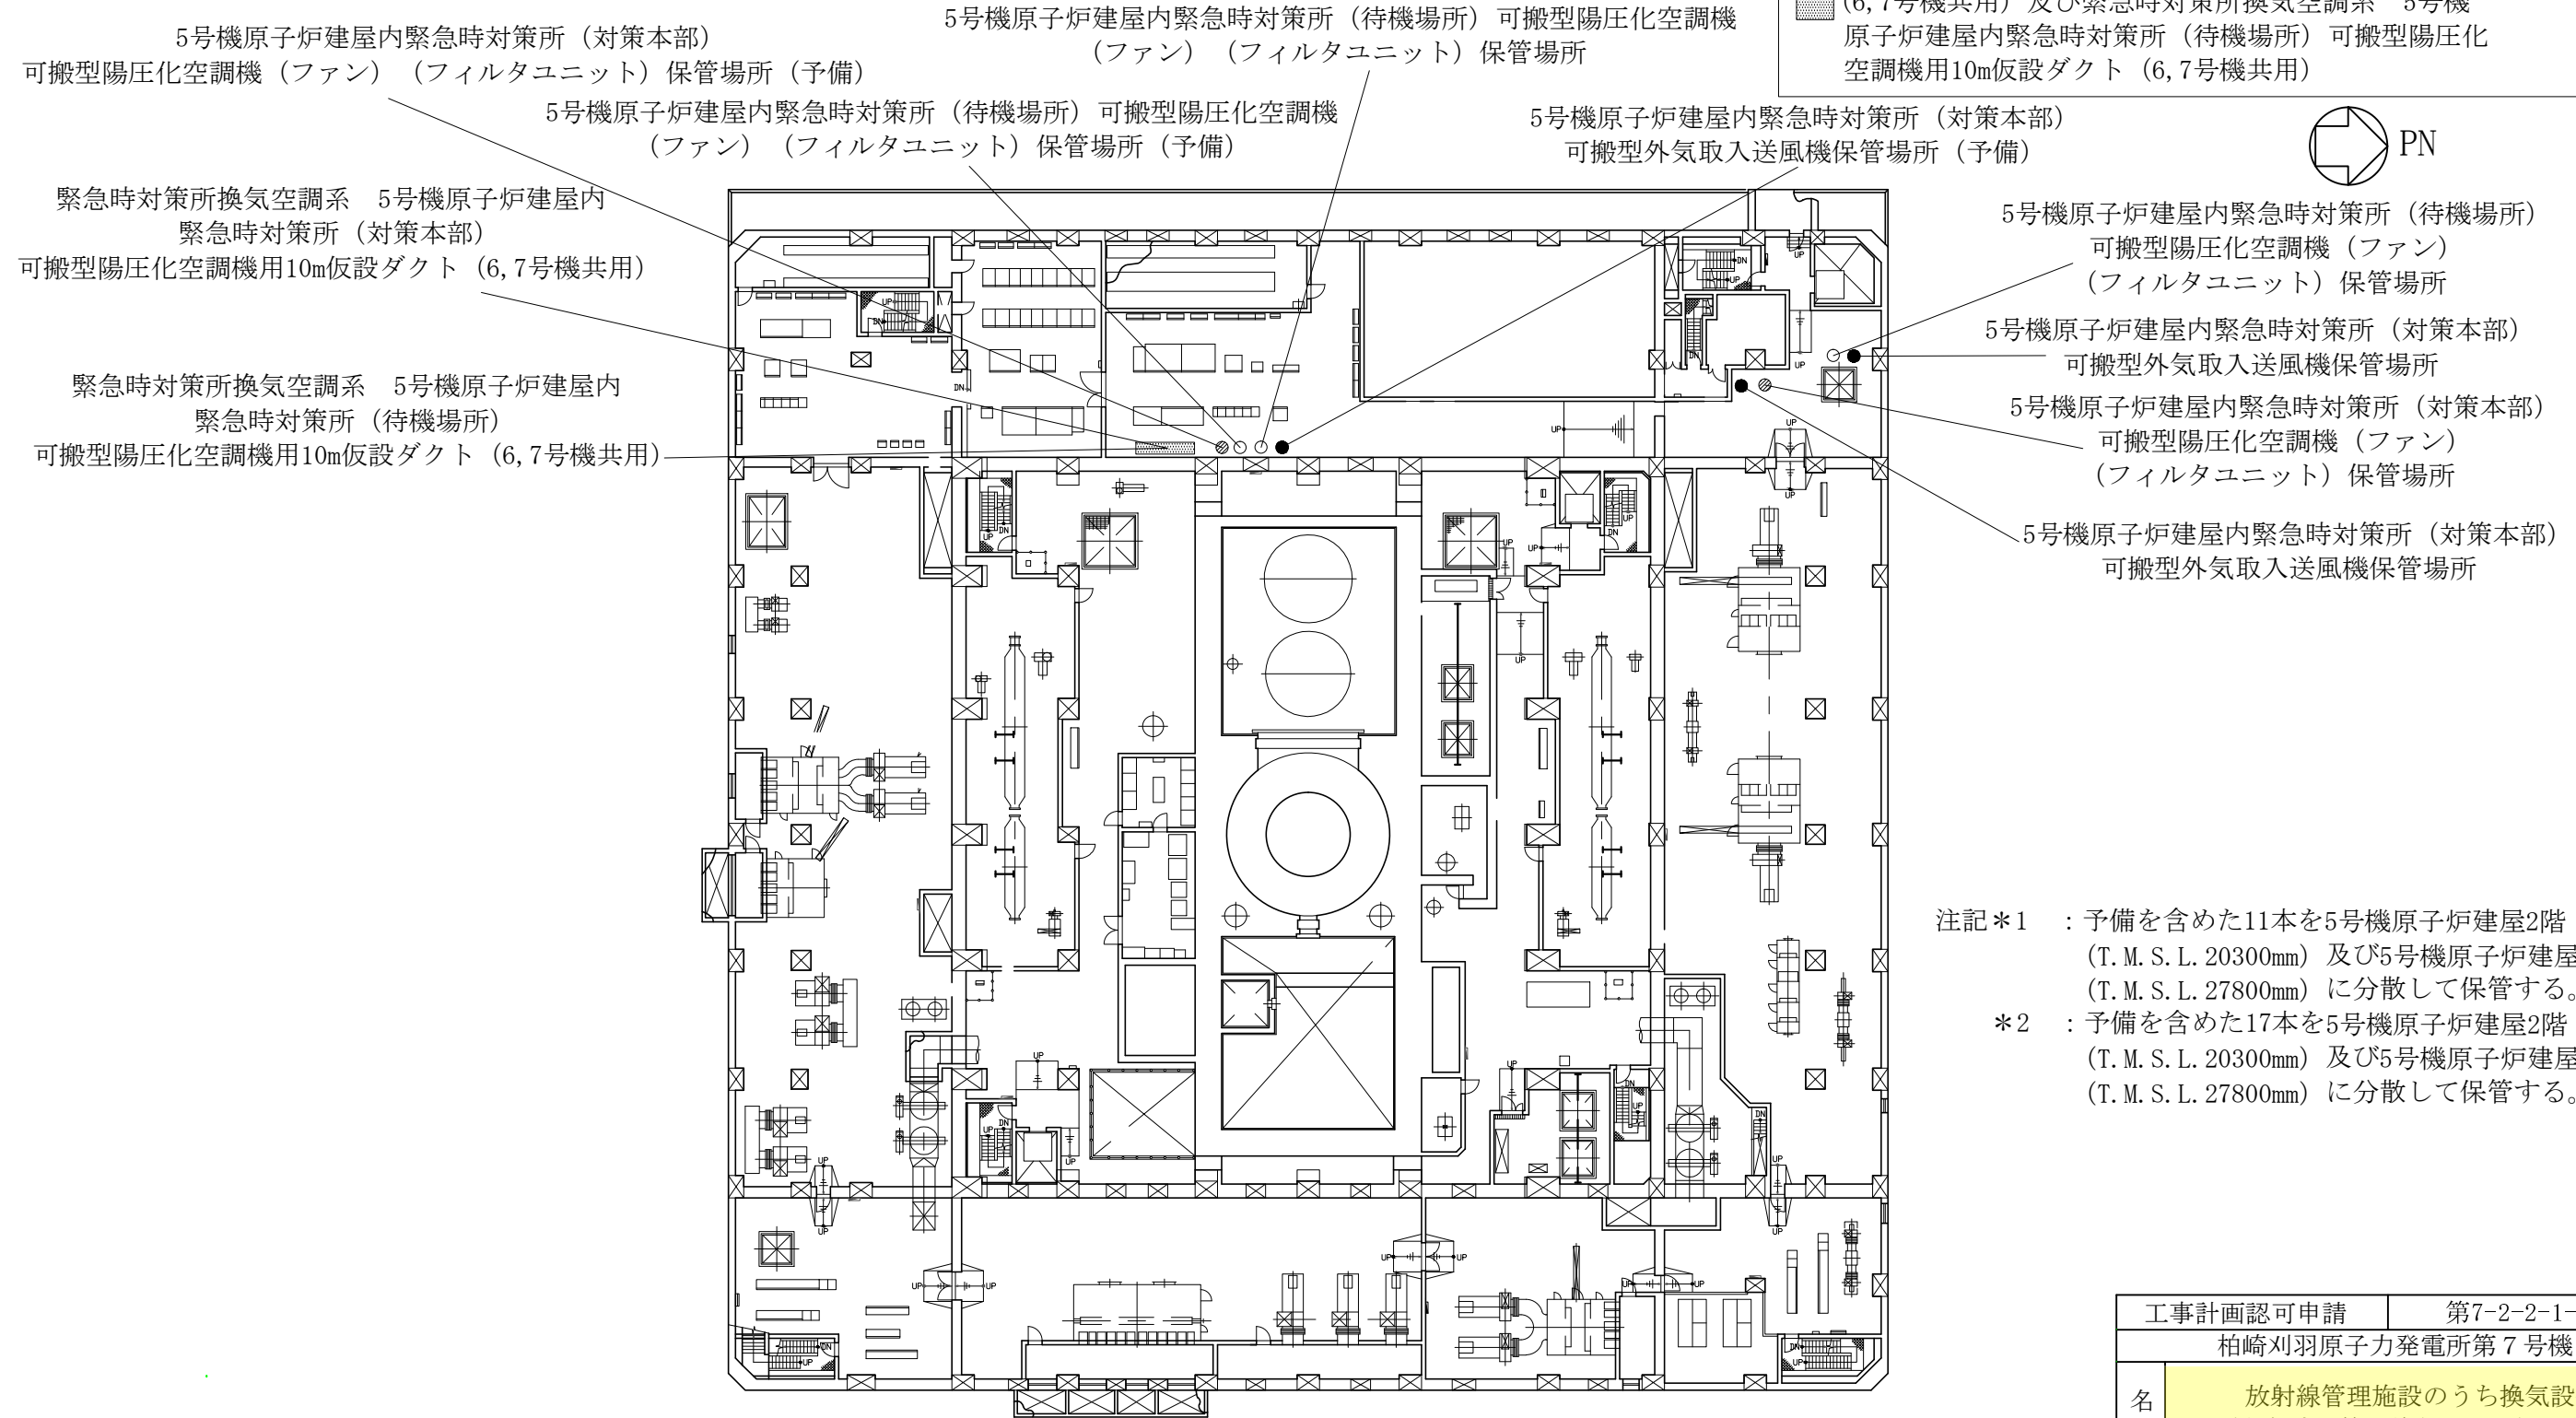 5号機原子炉建屋内緊急時対策所（対策本部）
可搬型陽圧化空調機（ファン）（フィルタユニット）保管場所（予備）
5号機原子炉建屋内緊急時対策所（待機場所）可搬型陽圧化空調機
（ファン）（フィルタユニット）保管場所
5号機原子炉建屋内緊急時対策所（待機場所）可搬型陽圧化空調機
（ファン）（フィルタユニット）保管場所（予備）
(6,7号機共用）及び緊急時対策所換気空調系　5号機
原子炉建屋内緊急時対策所（待機場所）可搬型陽圧化
空調機用10m仮設ダクト（6,7号機共用）
5号機原子炉建屋内緊急時対策所（対策本部）
可搬型外気取入送風機保管場所（予備）
PN
緊急時対策所換気空調系　5号機原子炉建屋内
緊急時対策所（対策本部）
可搬型陽圧化空調機用10m仮設ダクト（6,7号機共用）
緊急時対策所換気空調系　5号機原子炉建屋内
緊急時対策所（待機場所）
可搬型陽圧化空調機用10m仮設ダクト（6,7号機共用）
5号機原子炉建屋内緊急時対策所（待機場所）
可搬型陽圧化空調機（ファン）
（フィルタユニット）保管場所
5号機原子炉建屋内緊急時対策所（対策本部）
可搬型外気取入送風機保管場所
5号機原子炉建屋内緊急時対策所（対策本部）
可搬型陽圧化空調機（ファン）
（フィルタユニット）保管場所
5号機原子炉建屋内緊急時対策所（対策本部）
可搬型外気取入送風機保管場所
注記＊1　：予備を含めた11本を5号機原子炉建屋2階
(T.M.S.L.20300mm）及び5号機原子炉建屋
(T.M.S.L.27800mm）に分散して保管する。
＊2　：予備を含めた17本を5号機原子炉建屋2階
(T.M.S.L.20300mm）及び5号機原子炉建屋
(T.M.S.L.27800mm）に分散して保管する。
工事計画認可申請　第7-2-2-1-
柏崎刈羽原子力発電所第７号機
名　放射線管理施設のうち換気設